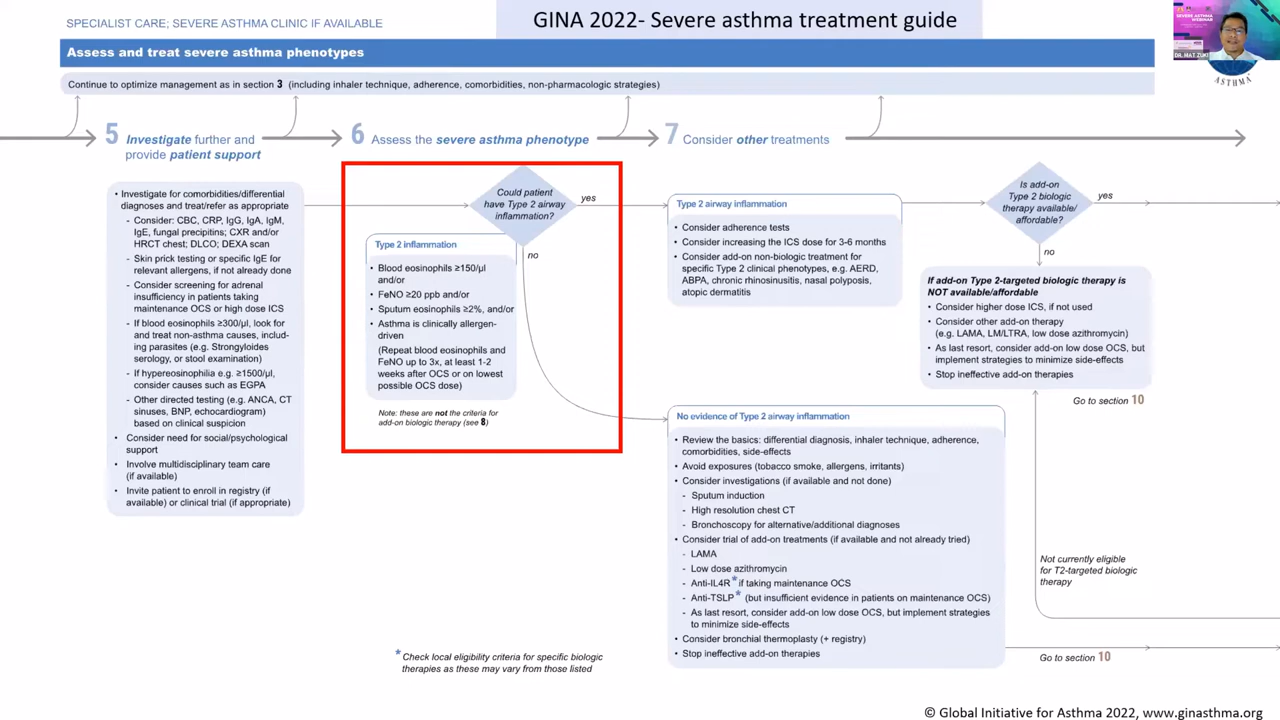 SPECIALIST CARE; SEVERE ASTHMA CLINIC IF AVAILABLE
GINA 2022- Severe asthma treatment guide
SEVERE ASTHMA
WEBINAR
DR. MAT ZUKI
ASTHMA
Assess and treat severe asthma phenotypes
Continue to optimize management as in section 3 (including inhaler technique, adherence, comorbidities, non-pharmacologic strategies)
5 Investigate further and
provide patient support
• Investigate for comorbidities/differential
diagnoses and treat/refer as appropriate
- Consider: CBC, CRP, IgG, IgA, IgM,
IgE, fungal precipitins; CXR and/or
HRCT chest; DLCO; DEXA scan
- Skin prick testing or specific IgE for
relevant allergens, if not already done
- Consider screening for adrenal
insufficiency in patients taking
maintenance OCS or high dose ICS
- If blood eosinophils ≥300/µl, look for
and treat non-asthma causes, includ-
ing parasites (e.g. Strongyloides
serology, or stool examination)
- If hypereosinophilia e.g. ≥1500/µl,
consider causes such as EGPA
- Other directed testing (e.g. ANCA, CT
sinuses, BNP, echocardiogram)
based on clinical suspicion
• Consider need for social/psychological
support
• Involve multidisciplinary team care
(if available)
• Invite patient to enroll in registry (if
available) or clinical trial (if appropriate)
6 Assess the severe asthma phenotype
Could patient
have Type 2 airway
inflammation?
yes
no
Type 2 inflammation
• Blood eosinophils ≥150/µl
and/or
• FeNO ≥20 ppb and/or
• Sputum eosinophils ≥2%, and/or
• Asthma is clinically allergen-
driven
(Repeat blood eosinophils and
FeNO up to 3x, at least 1-2
weeks after OCS or on lowest
possible OCS dose)
Note: these are not the criteria for
add-on biologic therapy (see 8)
* Check local eligibility criteria for specific biologic
therapies as these may vary from those listed
7 Consider other treatments
Type 2 airway inflammation
• Consider adherence tests
• Consider increasing the ICS dose for 3-6 months
• Consider add-on non-biologic treatment for
specific Type 2 clinical phenotypes, e.g. AERD,
ABPA, chronic rhinosinusitis, nasal polyposis,
atopic dermatitis
No evidence of Type 2 airway inflammation
• Review the basics: differential diagnosis, inhaler technique, adherence,
comorbidities, side-effects
• Avoid exposures (tobacco smoke, allergens, irritants)
• Consider investigations (if available and not done)
- Sputum induction
- High resolution chest CT
- Bronchoscopy for alternative/additional diagnoses
• Consider trial of add-on treatments (if available and not already tried)
- LAMA
- Low dose azithromycin
- Anti-IL4R* if taking maintenance OCS
- Anti-TSLP* (but insufficient evidence in patients on maintenance OCS)
- As last resort, consider add-on low dose OCS, but implement strategies
to minimize side-effects
• Consider bronchial thermoplasty (+ registry)
• Stop ineffective add-on therapies
Is add-on
Type 2 biologic
therapy available/
affordable?
yes
no
If add-on Type 2-targeted biologic therapy is
NOT available/affordable
• Consider higher dose ICS, if not used
• Consider other add-on therapy
(e.g. LAMA, LM/LTRA, low dose azithromycin)
• As last resort, consider add-on low dose OCS, but
implement strategies to minimize side-effects
• Stop ineffective add-on therapies
Go to section 10
Not currently eligible
for T2-targeted biologic
therapy
Go to section 10
© Global Initiative for Asthma 2022, www.ginasthma.org